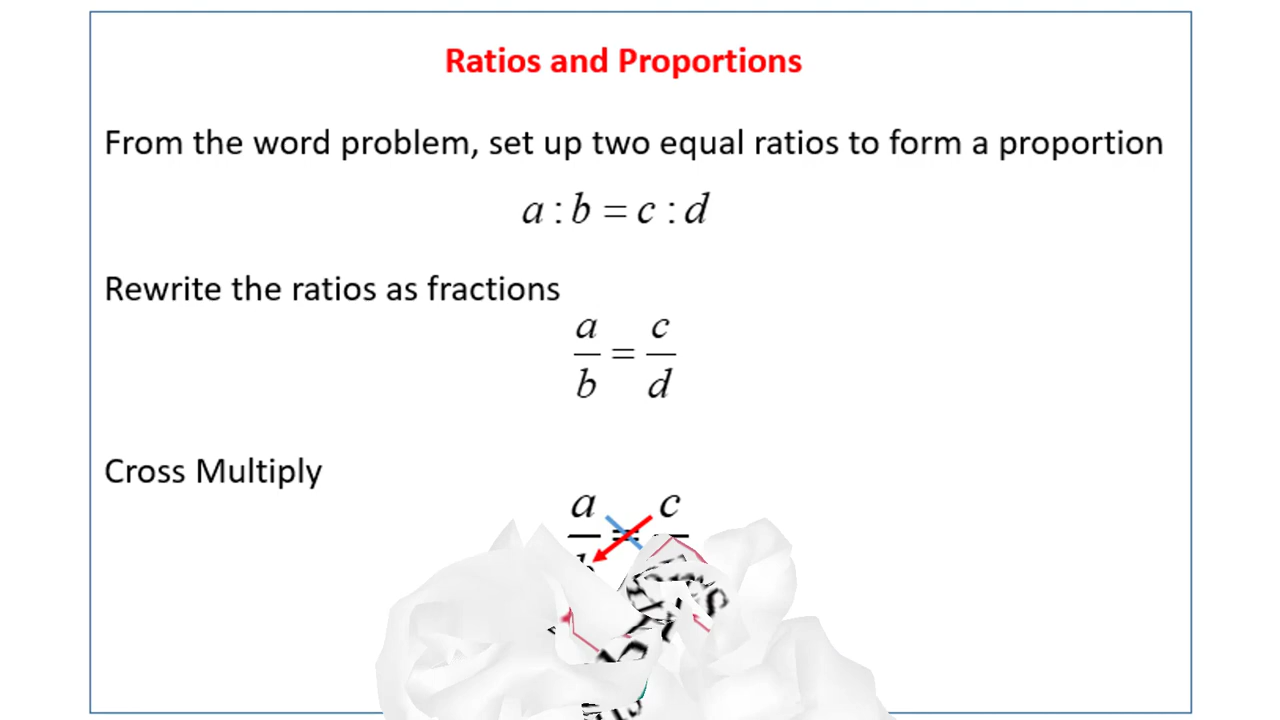 Ratios and Proportions
From the word problem, set up two equal ratios to form a proportion
a : b = c : d
Rewrite the ratios as fractions
a/b = c/d
Cross Multiply
a c
=